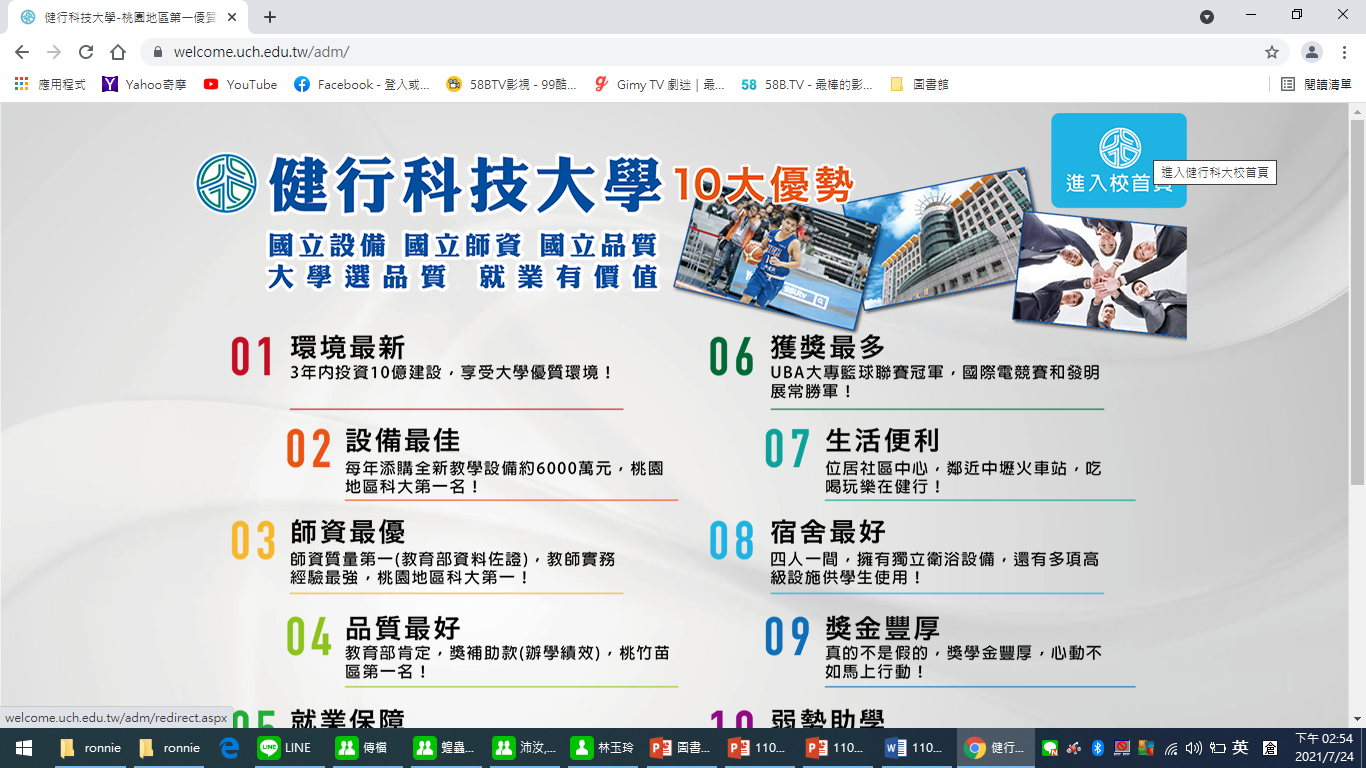 健行科技大學-桃園地區第一優質
welcome.uch.edu.tw/adm/
應用程式
Yahoo奇摩
YouTube
Facebook - 登入或...
58BTV影視 - 99酷...
Gimy TV 劇迷 | 最...
58
58B.TV - 最棒的影...
圖書館
閱讀清單
健行科技大學
10大優勢
進入校首頁
進入健行科大校首頁
國立設備 國立師資 國立品質
大學選品質 就業有價值
01 環境最新
3年內投資10億建設，享受大學優質環境！
02 設備最佳
每年添購全新教學設備約6000萬元，桃園
地區科大第一名！
03 師資最優
師資質量第一(教育部資料佐證)，教師實務
經驗最強，桃園地區科大第一！
04 品質最好
教育部肯定，獎補助款(辦學績效)，桃竹苗
區第一名！
05 就業保障
06 獲獎最多
UBA大專籃球聯賽冠軍，國際電競賽和發明
展常勝軍！
07 生活便利
位居社區中心，鄰近中壢火車站，吃
喝玩樂在健行！
08 宿舍最好
四人一間，擁有獨立衛浴設備，還有多項高
級設施供學生使用！
09 獎金豐厚
真的不是假的，獎學金豐厚，心動不
如馬上行動！
10 弱勢助學
welcome.uch.edu.tw/adm/redirect.aspx
ronnie
ronnie
LINE
傳檔
蝗蟲...
沛汝,...
林玉玲
圖書...
110...
110...
110...
健行...
英
倉
下午 02:54
2021/7/24